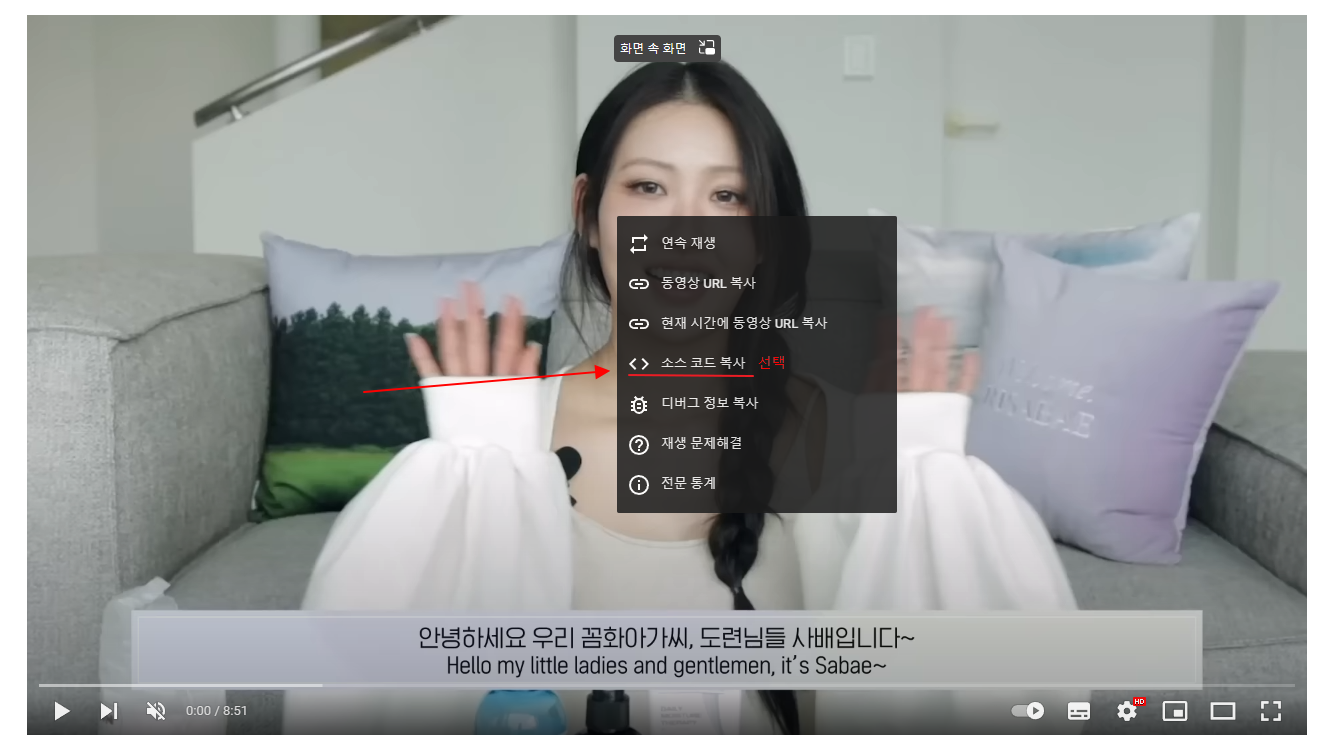 화면 속 화면
연속 재생
동영상 URL 복사
현재 시간에 동영상 URL 복사
소스 코드 복사 선택
디버그 정보 복사
재생 문제해결
전문 통계
안녕하세요 우리 꼼화아가씨, 도련님들 사배입니다~
Hello my little ladies and gentlemen, it's Sabae~
0:00 / 8:51
HD